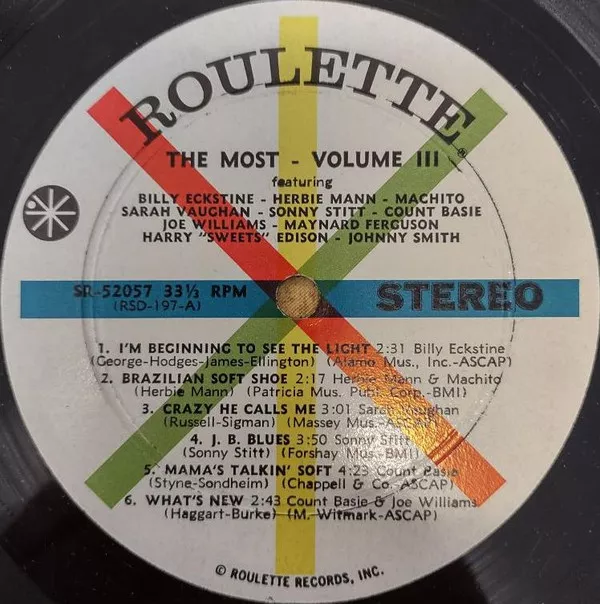 ROULETTE
THE MOST - VOLUME III
featuring
BILLY ECKSTINE - HERBIE MANN - MACHITO
SARAH VAUGHAN - SONNY STITT - COUNT BASIE
JOE WILLIAMS - MAYNARD FERGUSON
HARRY "SWEETS" EDISON - JOHNNY SMITH
SR-52057 33⅓ RPM STEREO
(RSD-197-A)
1. I'M BEGINNING TO SEE THE LIGHT 2:31 Billy Eckstine
(George-Hodges-James-Ellington) (Alamo Mus., Inc.-ASCAP)
2. BRAZILIAN SOFT SHOE 2:17 Herbie Mann & Machito
(Herbie Mann) (Patricia Mus. Publ. Corp.-BMI)
3. CRAZY HE CALLS ME 3:01 Sarah Vaughan
(Russell-Sigman) (Massey Mus.-ASCAP)
4. J. B. BLUES 3:50 Sonny Stitt
(Sonny Stitt) (Forshay Mus.-BMI)
5. MAMA'S TALKIN' SOFT 4:23 Count Basie
(Styne-Sondheim) (Chappell & Co. ASCAP)
6. WHAT'S NEW 2:43 Count Basie & Joe Williams
(Haggart-Burke) (M. Witmark-ASCAP)
© ROULETTE RECORDS, INC.